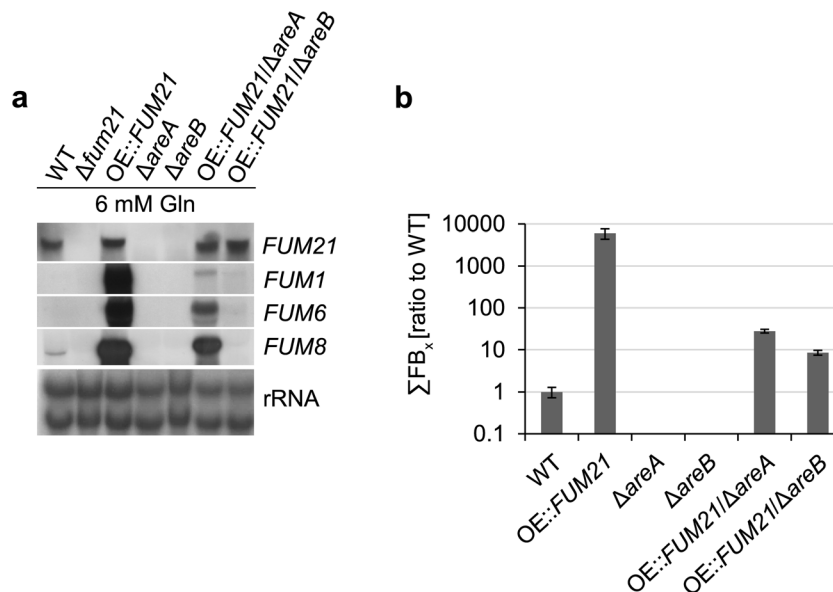 a
WT
Δfum21
OE::FUM21
ΔareA
ΔareB
OE::FUM21/ΔareA
OE::FUM21/ΔareB
6 mM Gln
FUM21
FUM1
FUM6
FUM8
rRNA
b
∑FBx [ratio to WT]
10000
1000
100
10
1
0.1
WT
OE::FUM21
ΔareA
ΔareB
OE::FUM21/ΔareA
OE::FUM21/ΔareB